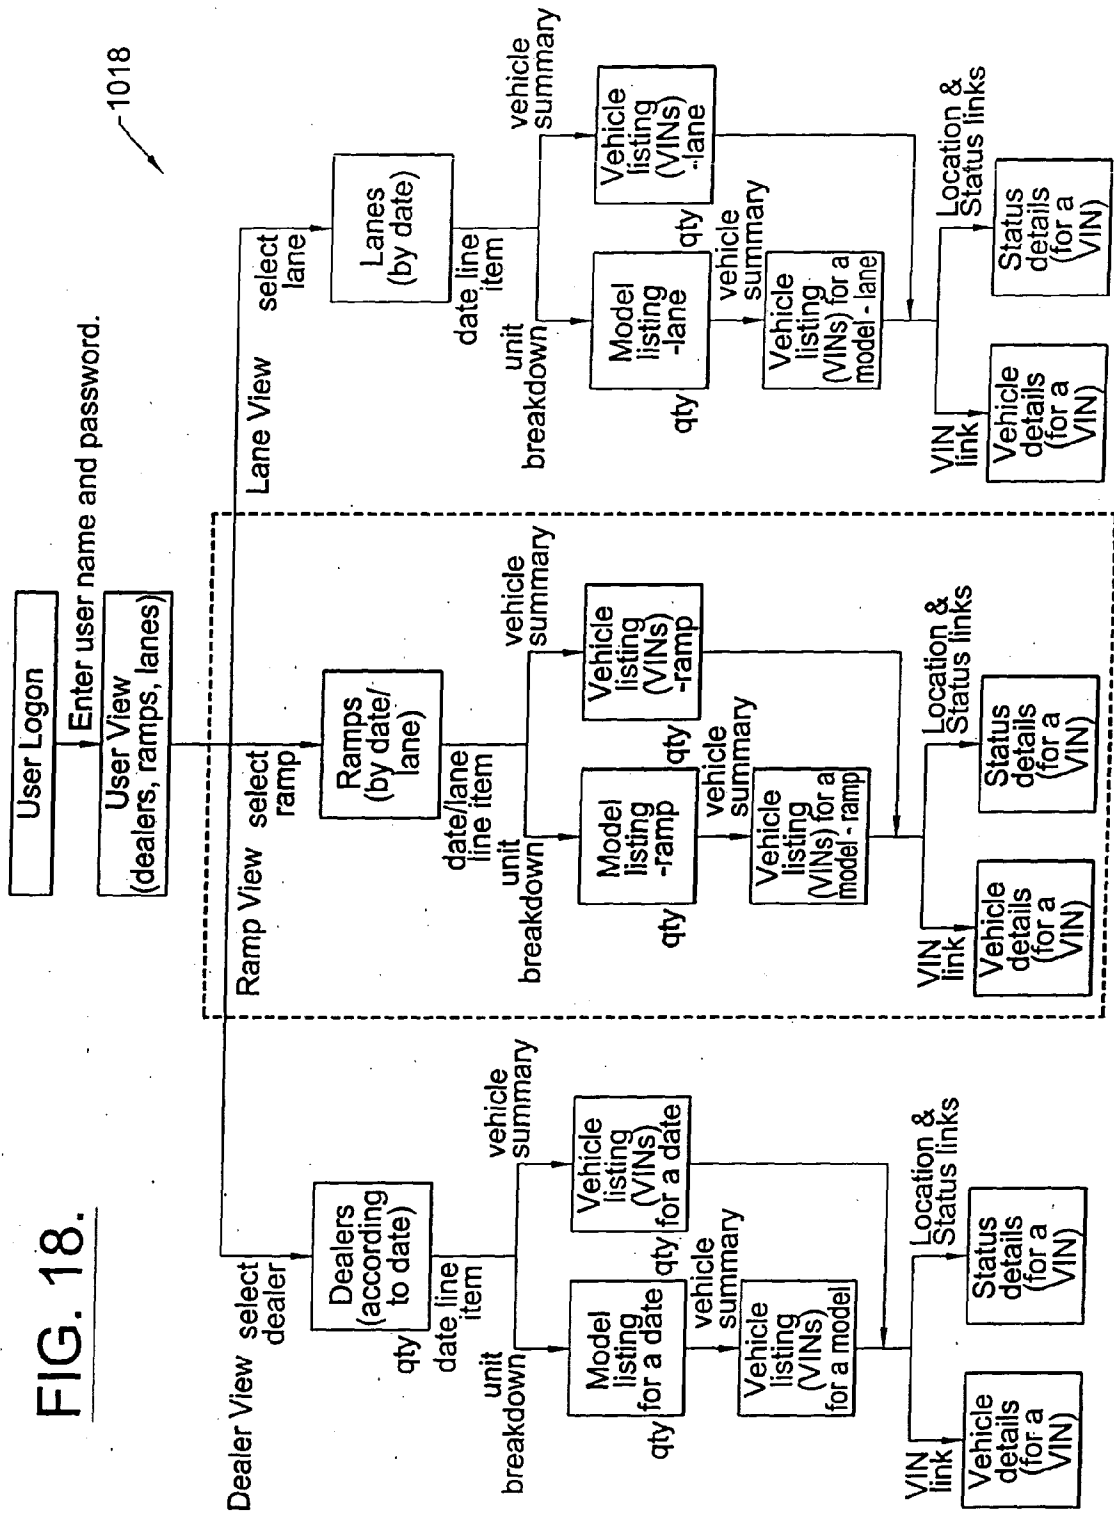 FIG. 18.
1018
User Logon
Enter user name and password.
User View
(dealers, ramps, lanes)
Dealer View
select
dealer
Dealers
(according
to date)
qty
date line
item
unit
breakdown
vehicle
summary
Model
listing
for a date
qty
Vehicle
listing
(VINs)
for a date
qty
vehicle
summary
Vehicle
listing
(VINs)
for a model
VIN
link
Location &
Status links
Vehicle
details
(for a
VIN)
Status
details
(for a
VIN)
Ramp View
select
ramp
Ramps
(by date/
lane)
date/lane
line item
unit
breakdown
vehicle
summary
Model
listing
-ramp
qty
Vehicle
listing
(VINs)
-ramp
qty
vehicle
summary
Vehicle
listing
(VINs) for a
model - ramp
VIN
link
Location &
Status links
Vehicle
details
(for a
VIN)
Status
details
(for a
VIN)
Lane View
select
lane
Lanes
(by date)
date line
item
unit
breakdown
vehicle
summary
Model
listing
-lane
qty
Vehicle
listing
(VINs)
-lane
qty
vehicle
summary
Vehicle
listing
(VINs) for a
model - lane
VIN
link
Location &
Status links
Vehicle
details
(for a
VIN)
Status
details
(for a
VIN)